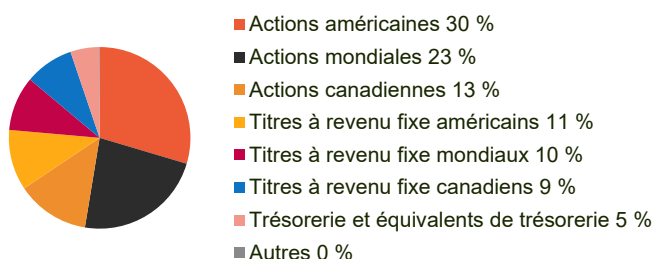 Actions américaines 30 %
Actions mondiales 23 %
Actions canadiennes 13 %
Titres à revenu fixe américains 11 %
Titres à revenu fixe mondiaux 10 %
Titres à revenu fixe canadiens 9 %
Trésorerie et équivalents de trésorerie 5 %
Autres 0 %